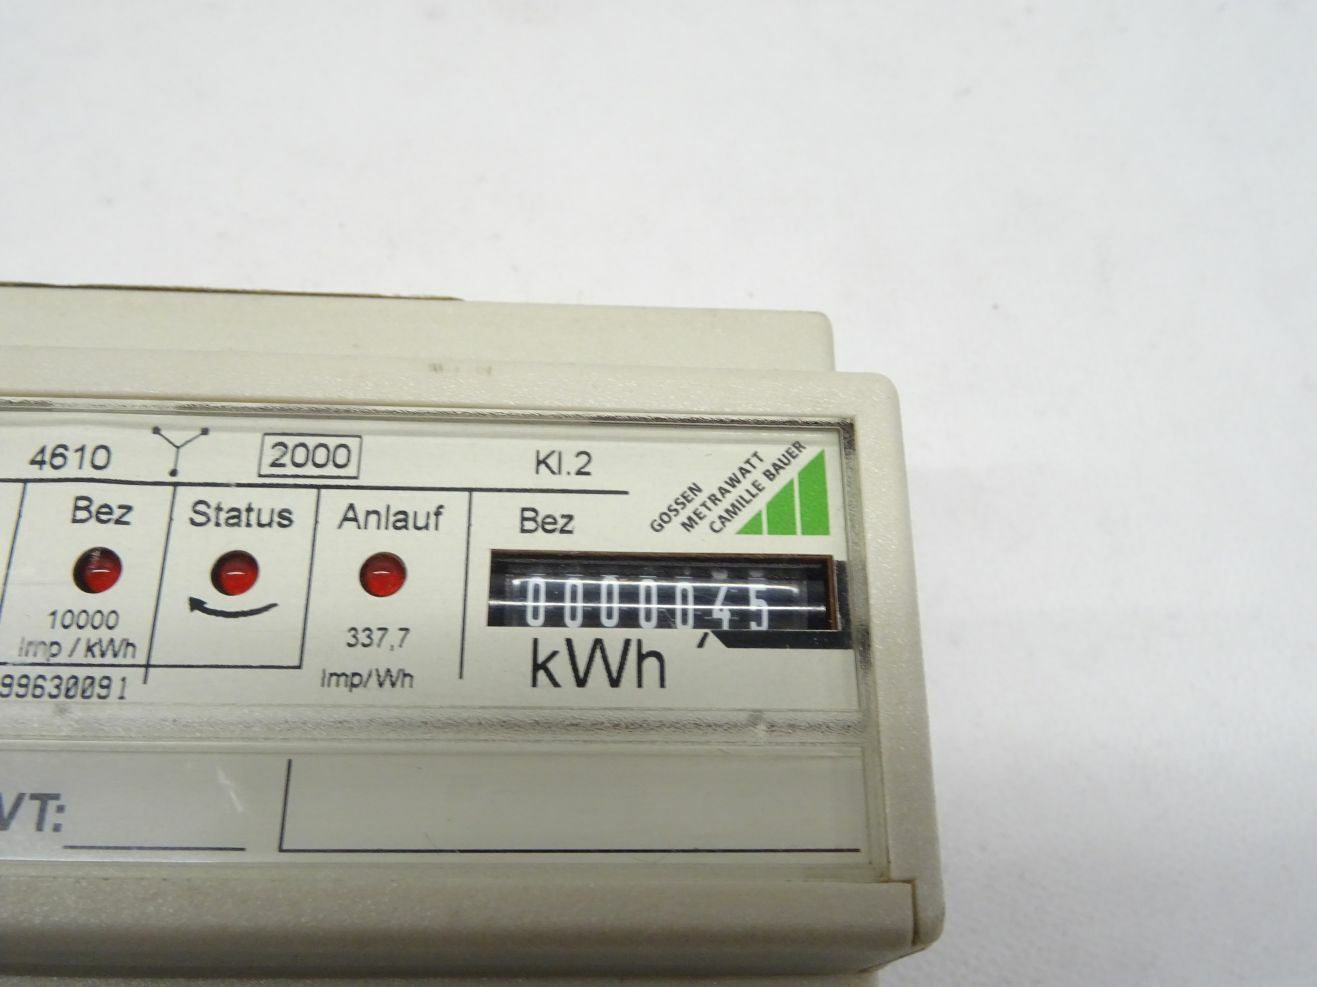 4610 2000 Kl.2
GOSSEN
METRAWATT
CAMILLE BAUER
Bez Status Anlauf Bez
10000
Imp / kWh
337,7
Imp/Wh
0000045
kWh
99630091
VT: